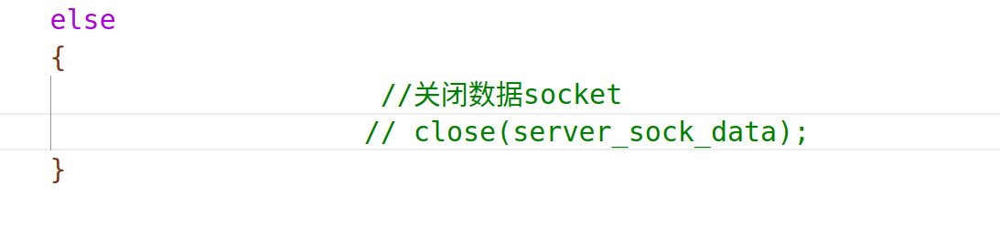 else
{
//关闭数据socket
// close(server_sock_data);
}